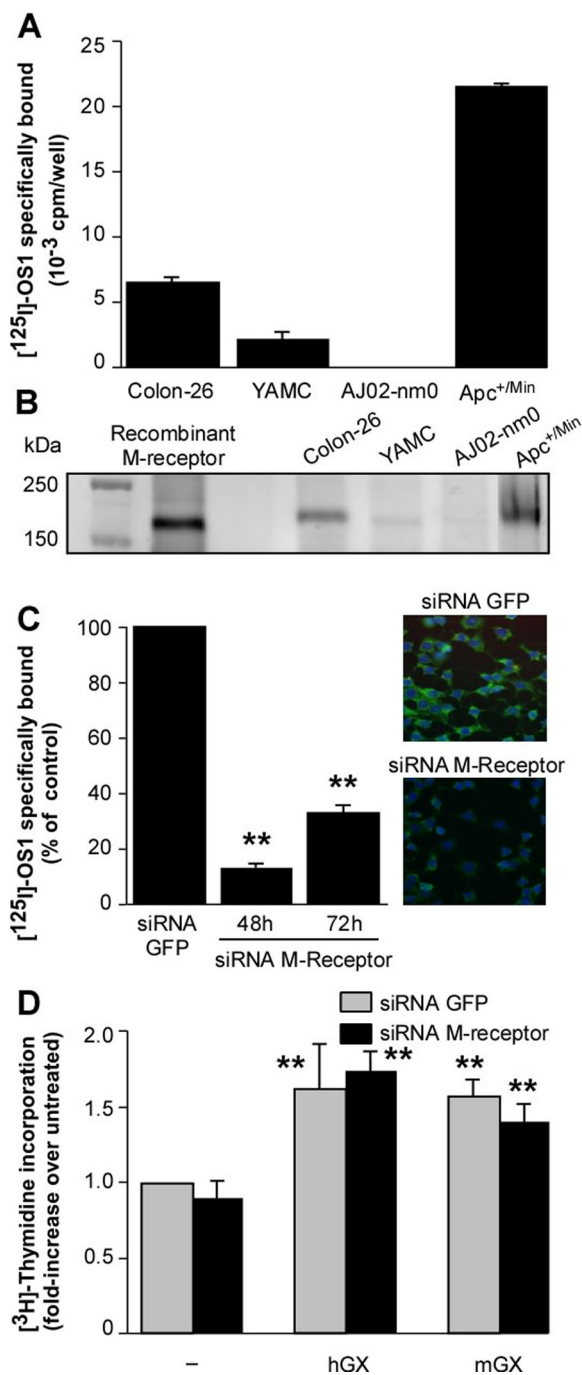 A
[¹²⁵I]-OS1 specifically bound
(10⁻³ cpm/well)
25
20
15
10
5
0
Colon-26 YAMC AJ02-nm0 Apc⁺/ᴹⁱⁿ
B
kDa
Recombinant
M-receptor
Colon-26 YAMC AJ02-nm0 Apc⁺/ᴹⁱⁿ
250
150
C
[¹²⁵I]-OS1 specifically bound
(% of control)
100
80
60
40
20
0
**
**
siRNA
GFP
48h 72h
siRNA M-Receptor
siRNA GFP
siRNA M-Receptor
D
siRNA GFP
siRNA M-receptor
[³H]-Thymidine incorporation
(fold-increase over untreated)
2.0
1.5
1.0
0.5
0
** ** ** **
– hGX mGX